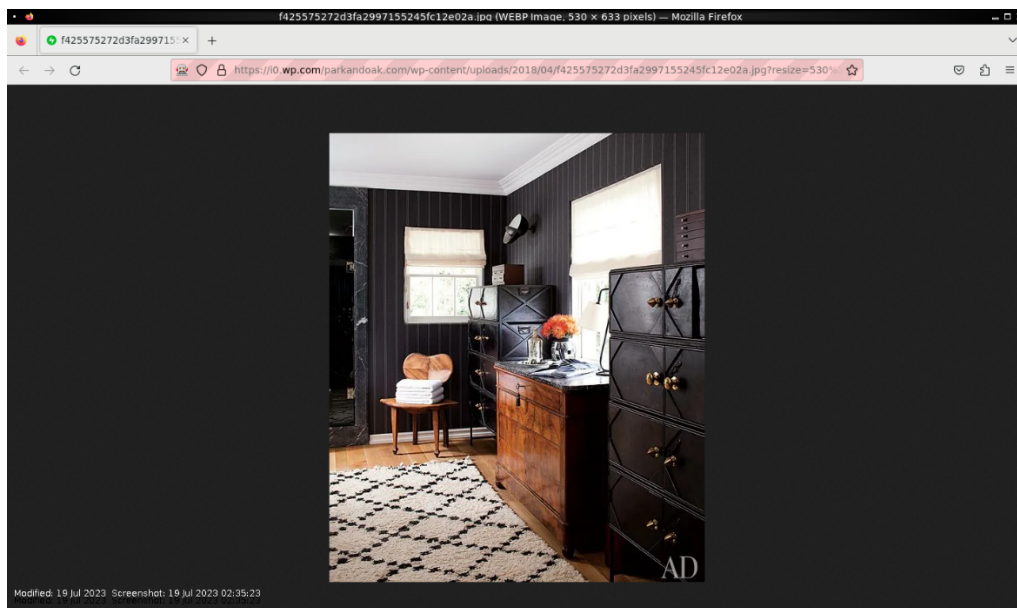 f425575272d3fa2997155245fc12e02a.jpg (WEBP Image, 530 × 633 pixels) — Mozilla Firefox
f425575272d3fa299715
https://i0.wp.com/parkandoak.com/wp-content/uploads/2018/04/f425575272d3fa2997155245fc12e02a.jpg?resize=530%
AD
Modified: 19 Jul 2023 Screenshot: 19 Jul 2023 02:35:23